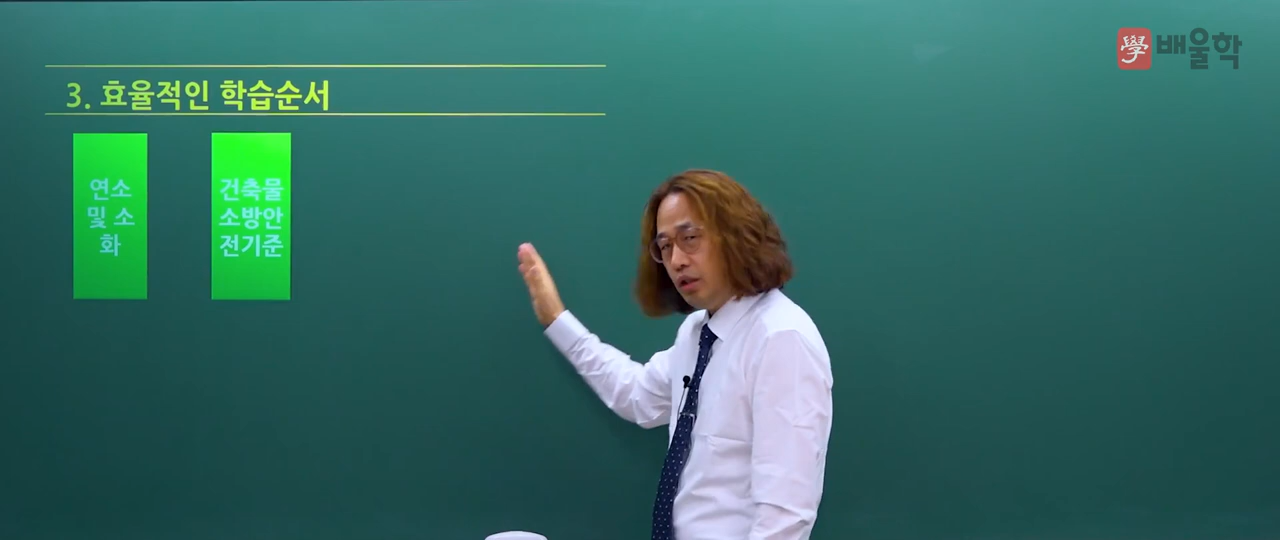 學 배울학
3. 효율적인 학습순서
연소
및 소
화
건축물
소방안
전기준